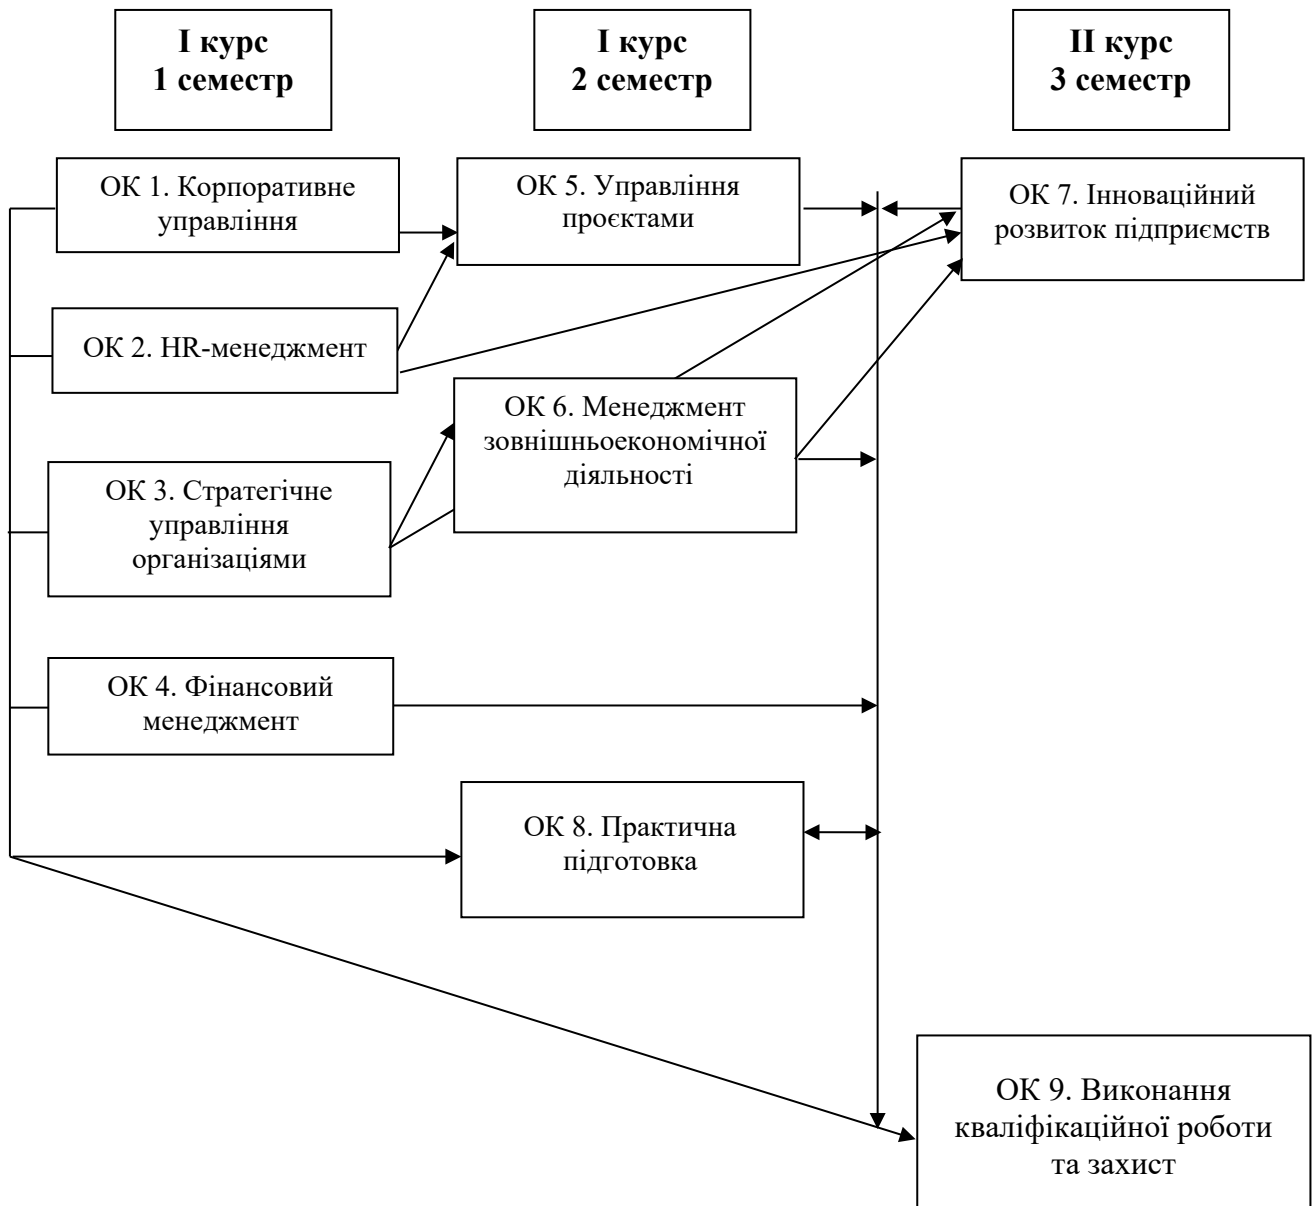 І курс
1 семестр
І курс
2 семестр
ІІ курс
3 семестр
ОК 1. Корпоративне
управління
ОК 5. Управління
проєктами
ОК 7. Інноваційний
розвиток підприємств
ОК 2. HR-менеджмент
ОК 6. Менеджмент
зовнішньоекономічної
діяльності
ОК 3. Стратегічне
управління
організаціями
ОК 4. Фінансовий
менеджмент
ОК 8. Практична
підготовка
ОК 9. Виконання
кваліфікаційної роботи
та захист